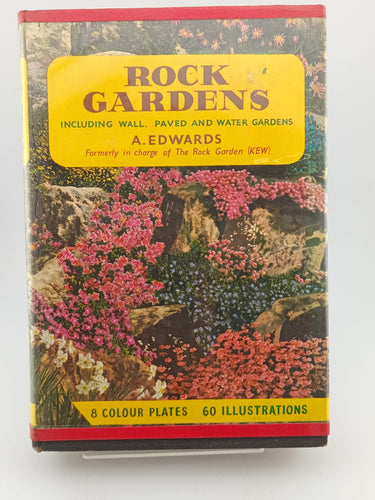 ROCK
GARDENS
INCLUDING WALL, PAVED AND WATER GARDENS
A. EDWARDS
Formerly in charge of The Rock Garden (KEW)
8 COLOUR PLATES 60 ILLUSTRATIONS